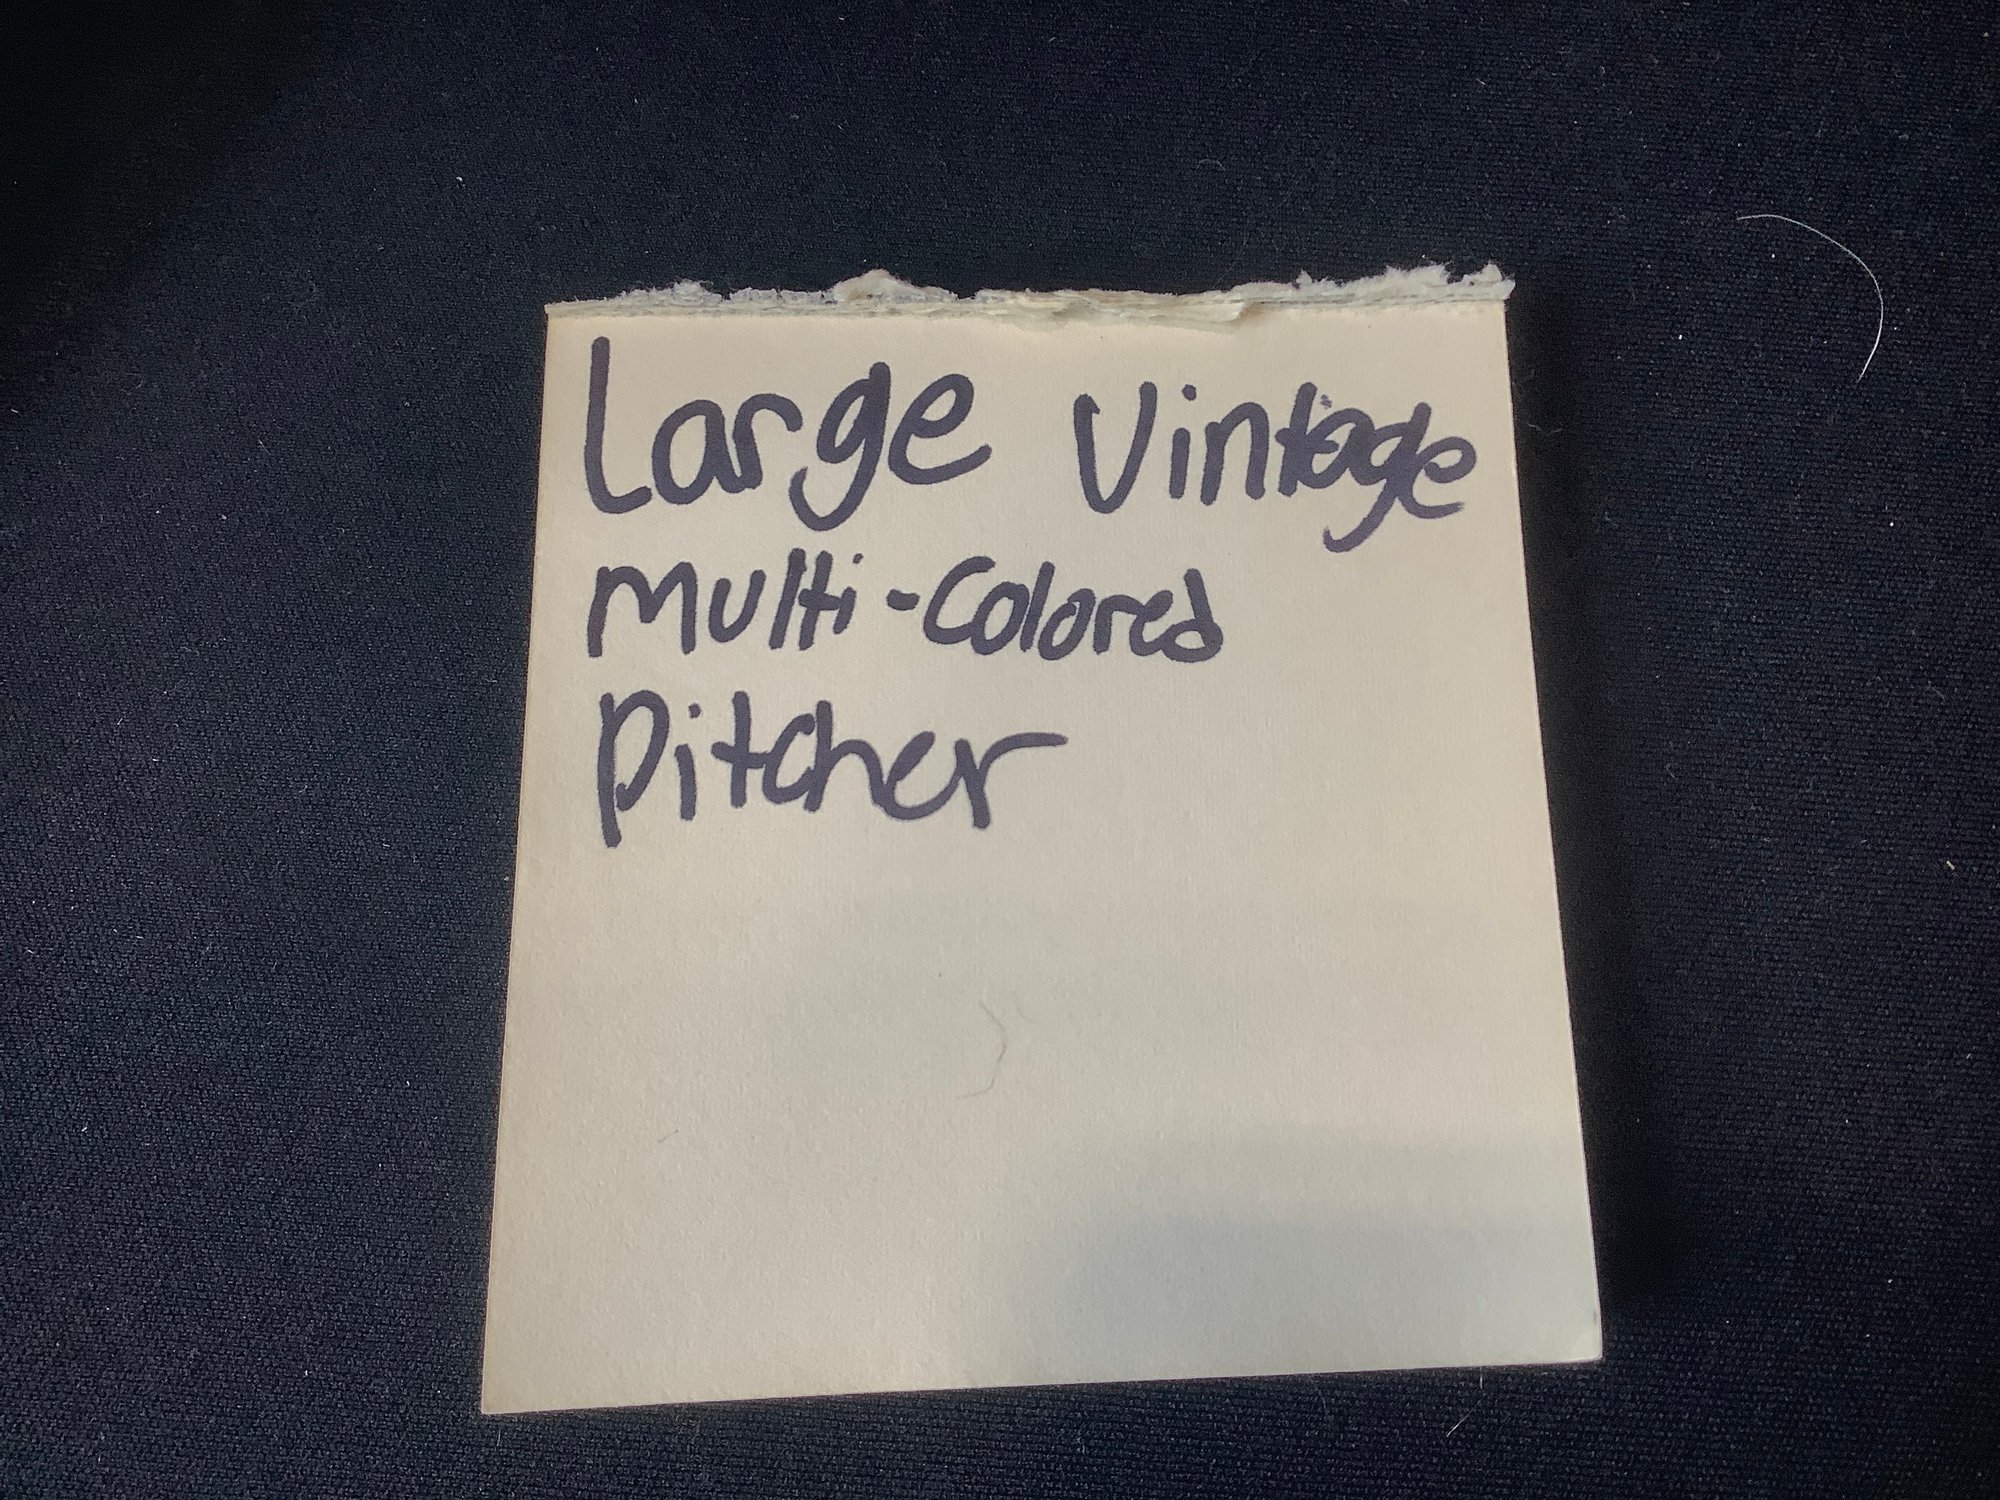 Large Vintage
Multi-Colored
Pitcher